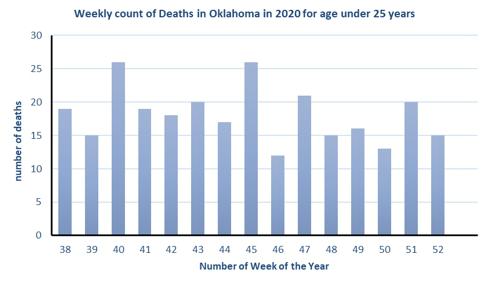 Weekly count of Deaths in Oklahoma in 2020 for age under 25 years
number of deaths
30
25
20
15
10
5
0
38 39 40 41 42 43 44 45 46 47 48 49 50 51 52
Number of Week of the Year